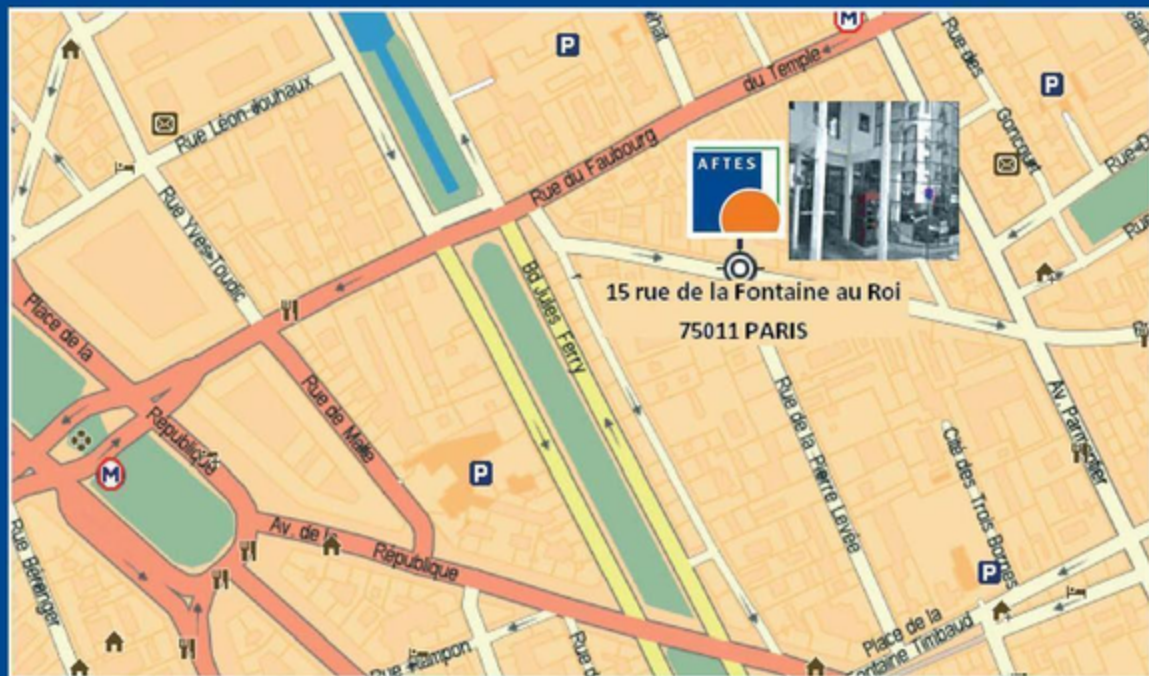 M
P
du Temple
Rue des
Goncourt
P
Rue Léon-Jouhaux
Rue du Faubourg
AFTES
Rue Yves-Toudic
15 rue de la Fontaine au Roi
75011 PARIS
Bd Jules Ferry
Place de la
République
Rue de Malte
M
P
Rue de la Pierre Levée
Av. Parmentier
Cité des Trois Bornes
Av. de la
République
Rue Béranger
P
Place de la
Rue Rampon
Fontaine Timbaud